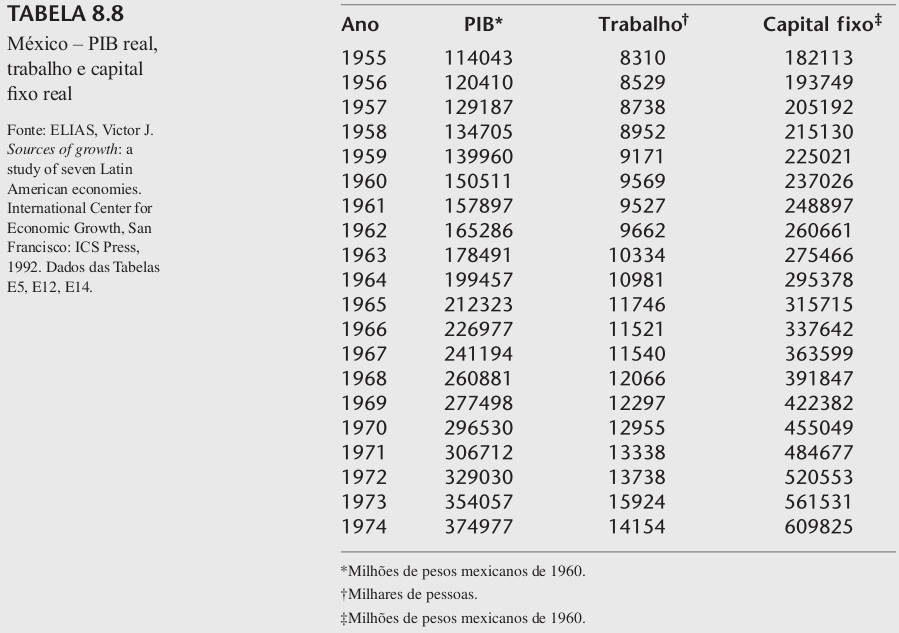 TABELA 8.8
México – PIB real,
trabalho e capital
fixo real
Fonte: ELIAS, Victor J.
Sources of growth: a
study of seven Latin
American economies.
International Center for
Economic Growth, San
Francisco: ICS Press,
1992. Dados das Tabelas
E5, E12, E14.
Ano PIB* Trabalho† Capital fixo‡
1955 114043 8310 182113
1956 120410 8529 193749
1957 129187 8738 205192
1958 134705 8952 215130
1959 139960 9171 225021
1960 150511 9569 237026
1961 157897 9527 248897
1962 165286 9662 260661
1963 178491 10334 275466
1964 199457 10981 295378
1965 212323 11746 315715
1966 226977 11521 337642
1967 241194 11540 363599
1968 260881 12066 391847
1969 277498 12297 422382
1970 296530 12955 455049
1971 306712 13338 484677
1972 329030 13738 520553
1973 354057 15924 561531
1974 374977 14154 609825
*Milhões de pesos mexicanos de 1960.
†Milhares de pessoas.
‡Milhões de pesos mexicanos de 1960.